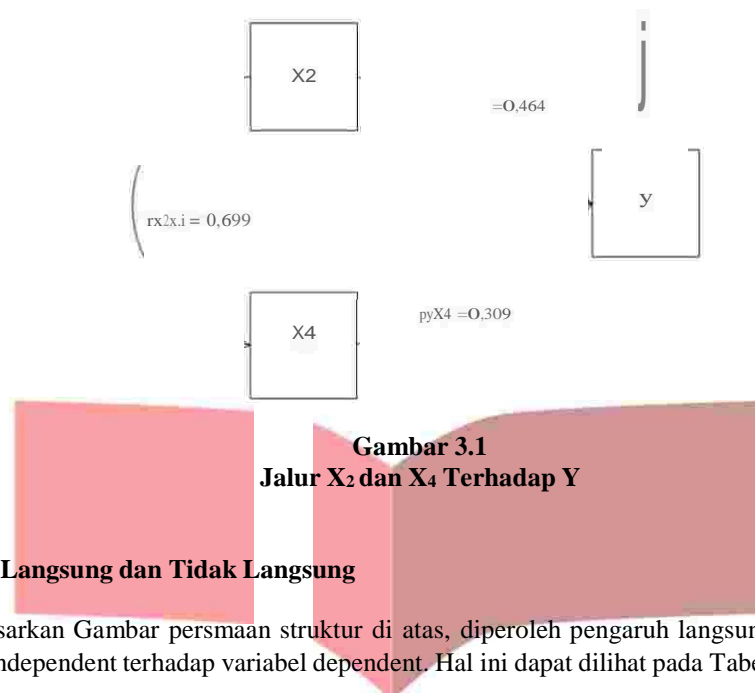 X2
=O,464
j
rx2x.i = 0,699
У
X4
pyX4 =O,309
Gambar 3.1
Jalur X₂ dan X₄ Terhadap Y
Langsung dan Tidak Langsung
sarkan Gambar persmaan struktur di atas, diperoleh pengaruh langsun
ndependent terhadap variabel dependent. Hal ini dapat dilihat pada Tabe